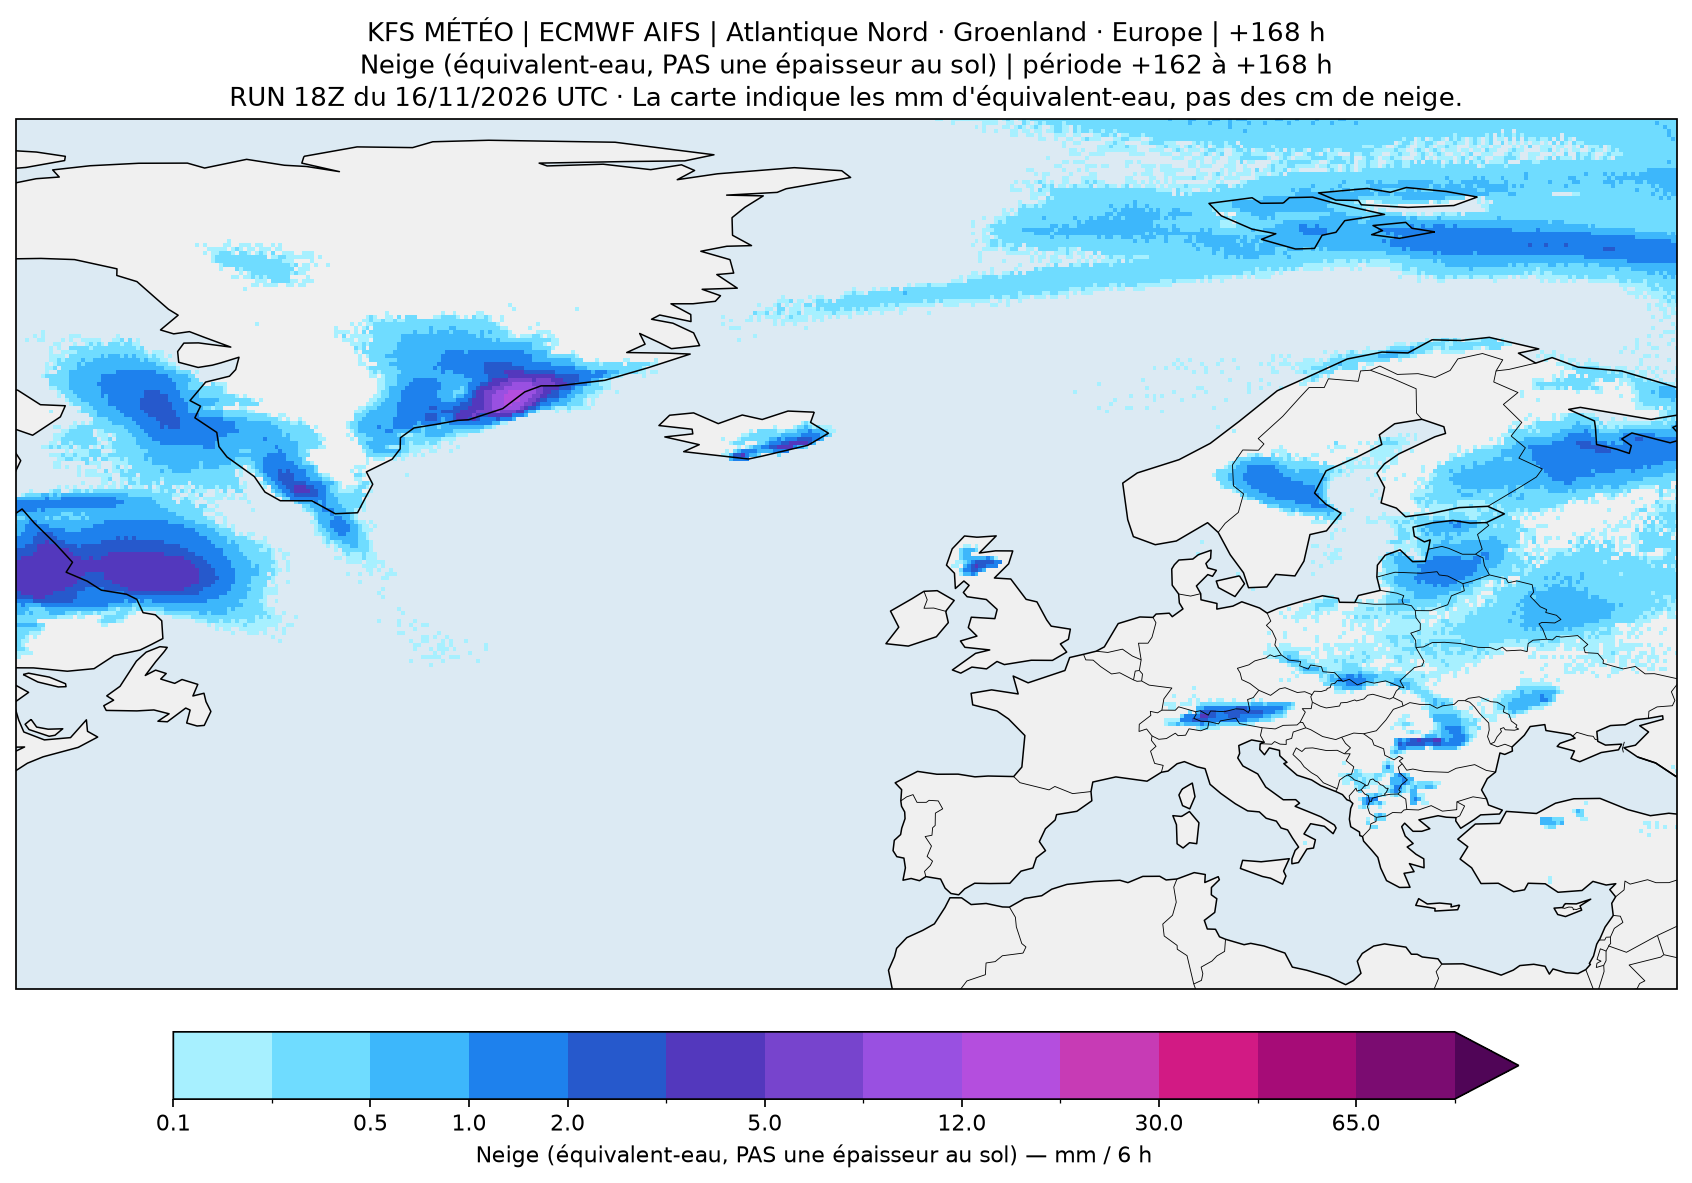 KFS MÉTÉO | ECMWF AIFS | Atlantique Nord · Groenland · Europe | +168 h
Neige (équivalent-eau, PAS une épaisseur au sol) | période +162 à +168 h
RUN 18Z du 16/11/2026 UTC · La carte indique les mm d'équivalent-eau, pas des cm de neige.
0.1 0.5 1.0 2.0 5.0 12.0 30.0 65.0
Neige (équivalent-eau, PAS une épaisseur au sol) — mm / 6 h